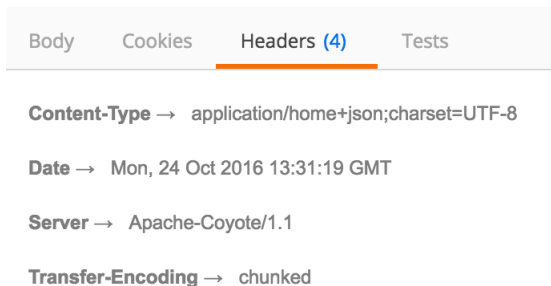 Body Cookies Headers (4) Tests
Content-Type → application/home+json;charset=UTF-8
Date → Mon, 24 Oct 2016 13:31:19 GMT
Server → Apache-Coyote/1.1
Transfer-Encoding → chunked